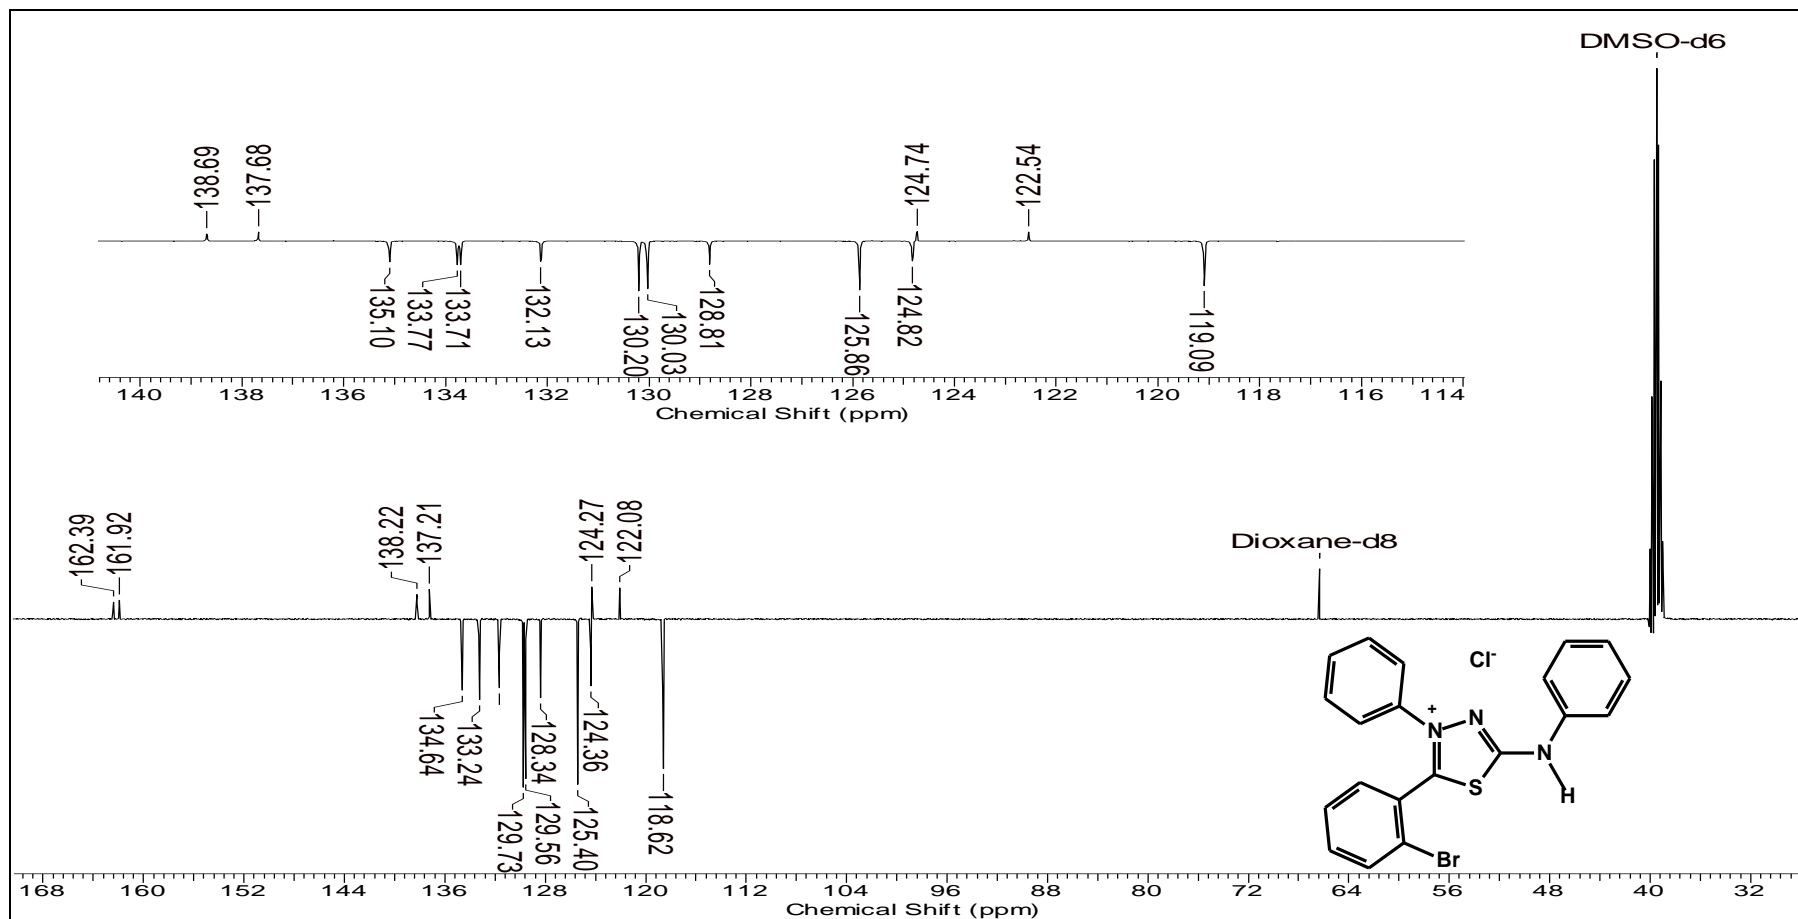 DMSO-d6
138.69
137.68
124.74
122.54
135.10
133.77
133.71
132.13
130.20
130.03
128.81
125.86
124.82
119.09
140 138 136 134 132 130 128 126 124 122 120 118 116 114
Chemical Shift (ppm)
162.39
161.92
138.22
137.21
124.27
122.08
Dioxane-d8
134.64
133.24
129.73
129.56
128.34
125.40
124.36
118.62
Cl-
+
N
N
N
S
H
Br
168 160 152 144 136 128 120 112 104 96 88 80 72 64 56 48 40 32
Chemical Shift (ppm)